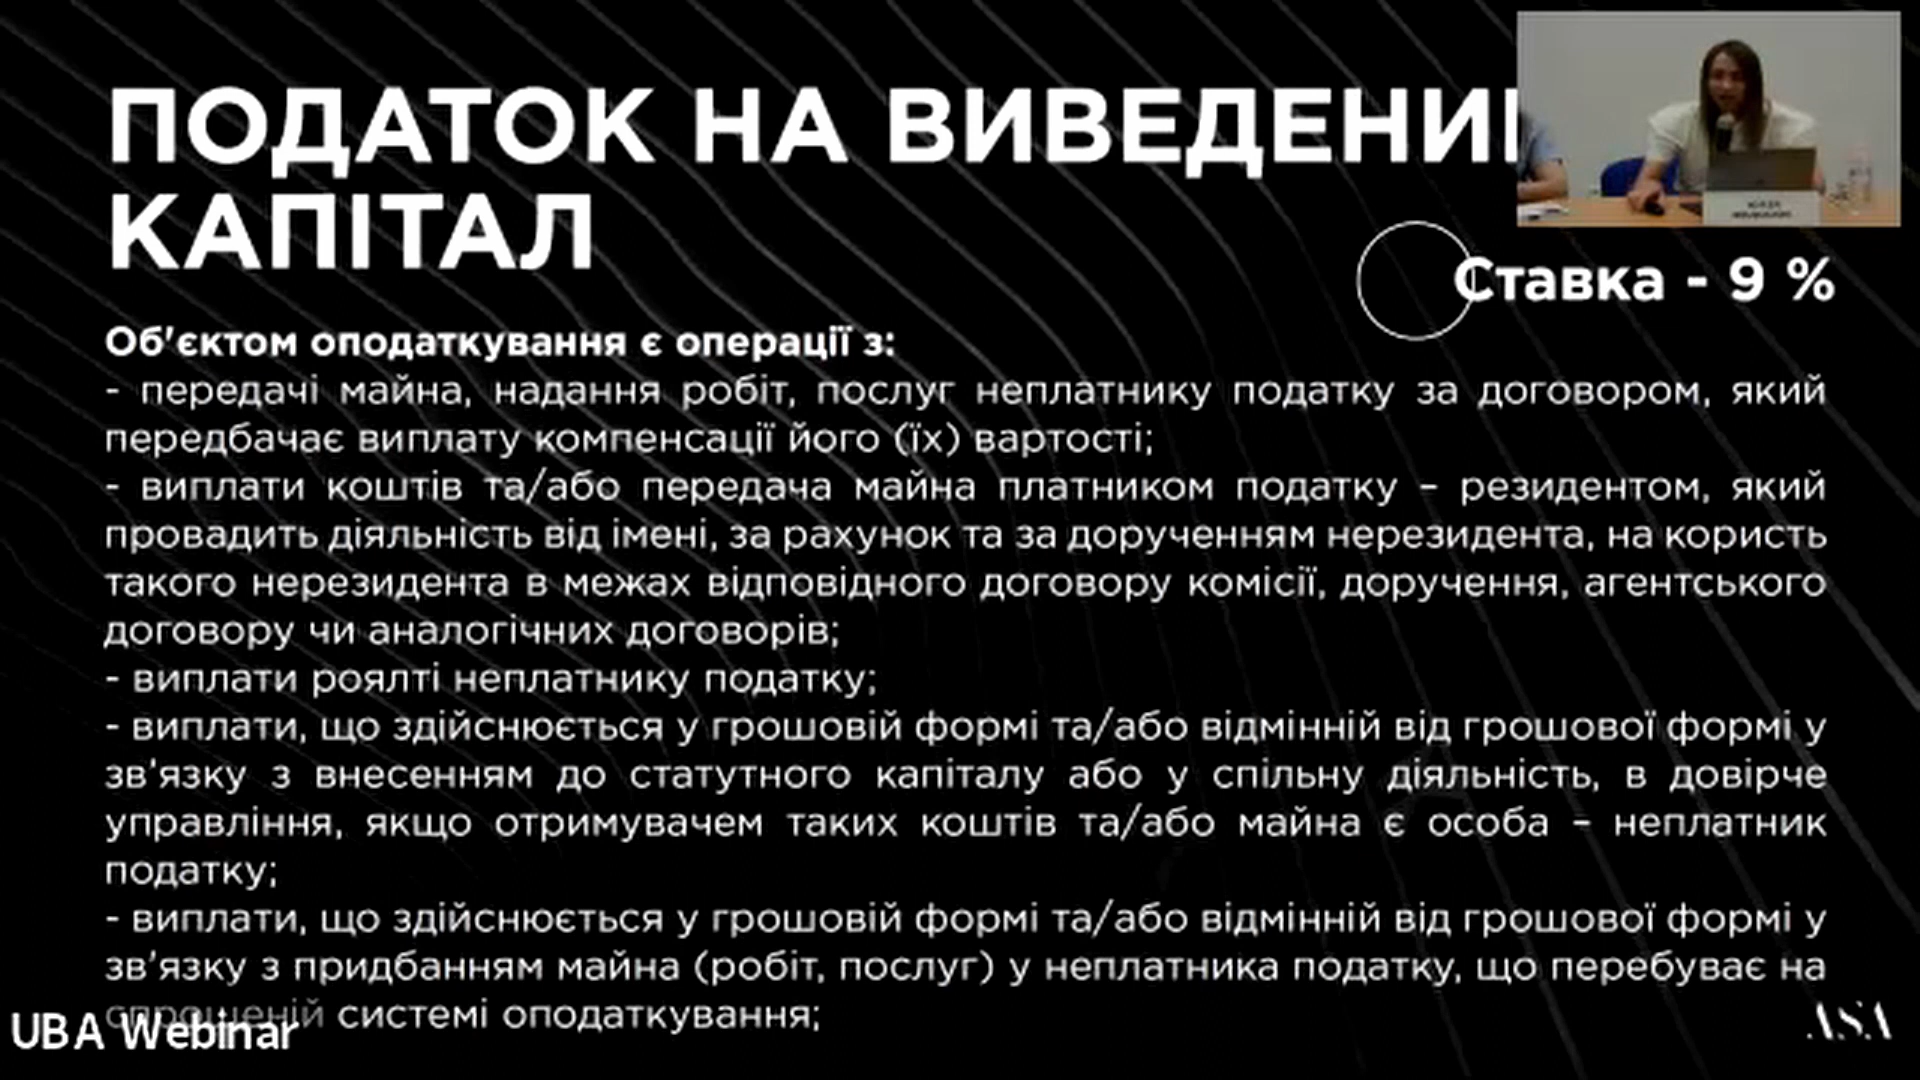 ПОДАТОК НА ВИВЕДЕНИ
КАПІТАЛ
Ставка - 9 %
Об'єктом оподаткування є операції з:
- передачі майна, надання робіт, послуг неплатнику податку за договором, який
передбачає виплату компенсації його (їх) вартості;
- виплати коштів та/або передача майна платником податку – резидентом, який
провадить діяльність від імені, за рахунок та за дорученням нерезидента, на користь
такого нерезидента в межах відповідного договору комісії, доручення, агентського
договору чи аналогічних договорів;
- виплати роялті неплатнику податку;
- виплати, що здійснюється у грошовій формі та/або відмінній від грошової формі у
зв'язку з внесенням до статутного капіталу або у спільну діяльність, в довірче
управління, якщо отримувачем таких коштів та/або майна є особа – неплатник
податку;
- виплати, що здійснюється у грошовій формі та/або відмінній від грошової формі у
зв'язку з придбанням майна (робіт, послуг) у неплатника податку, що перебуває на
спрощеній системі оподаткування;
UBA Webinar
ASA